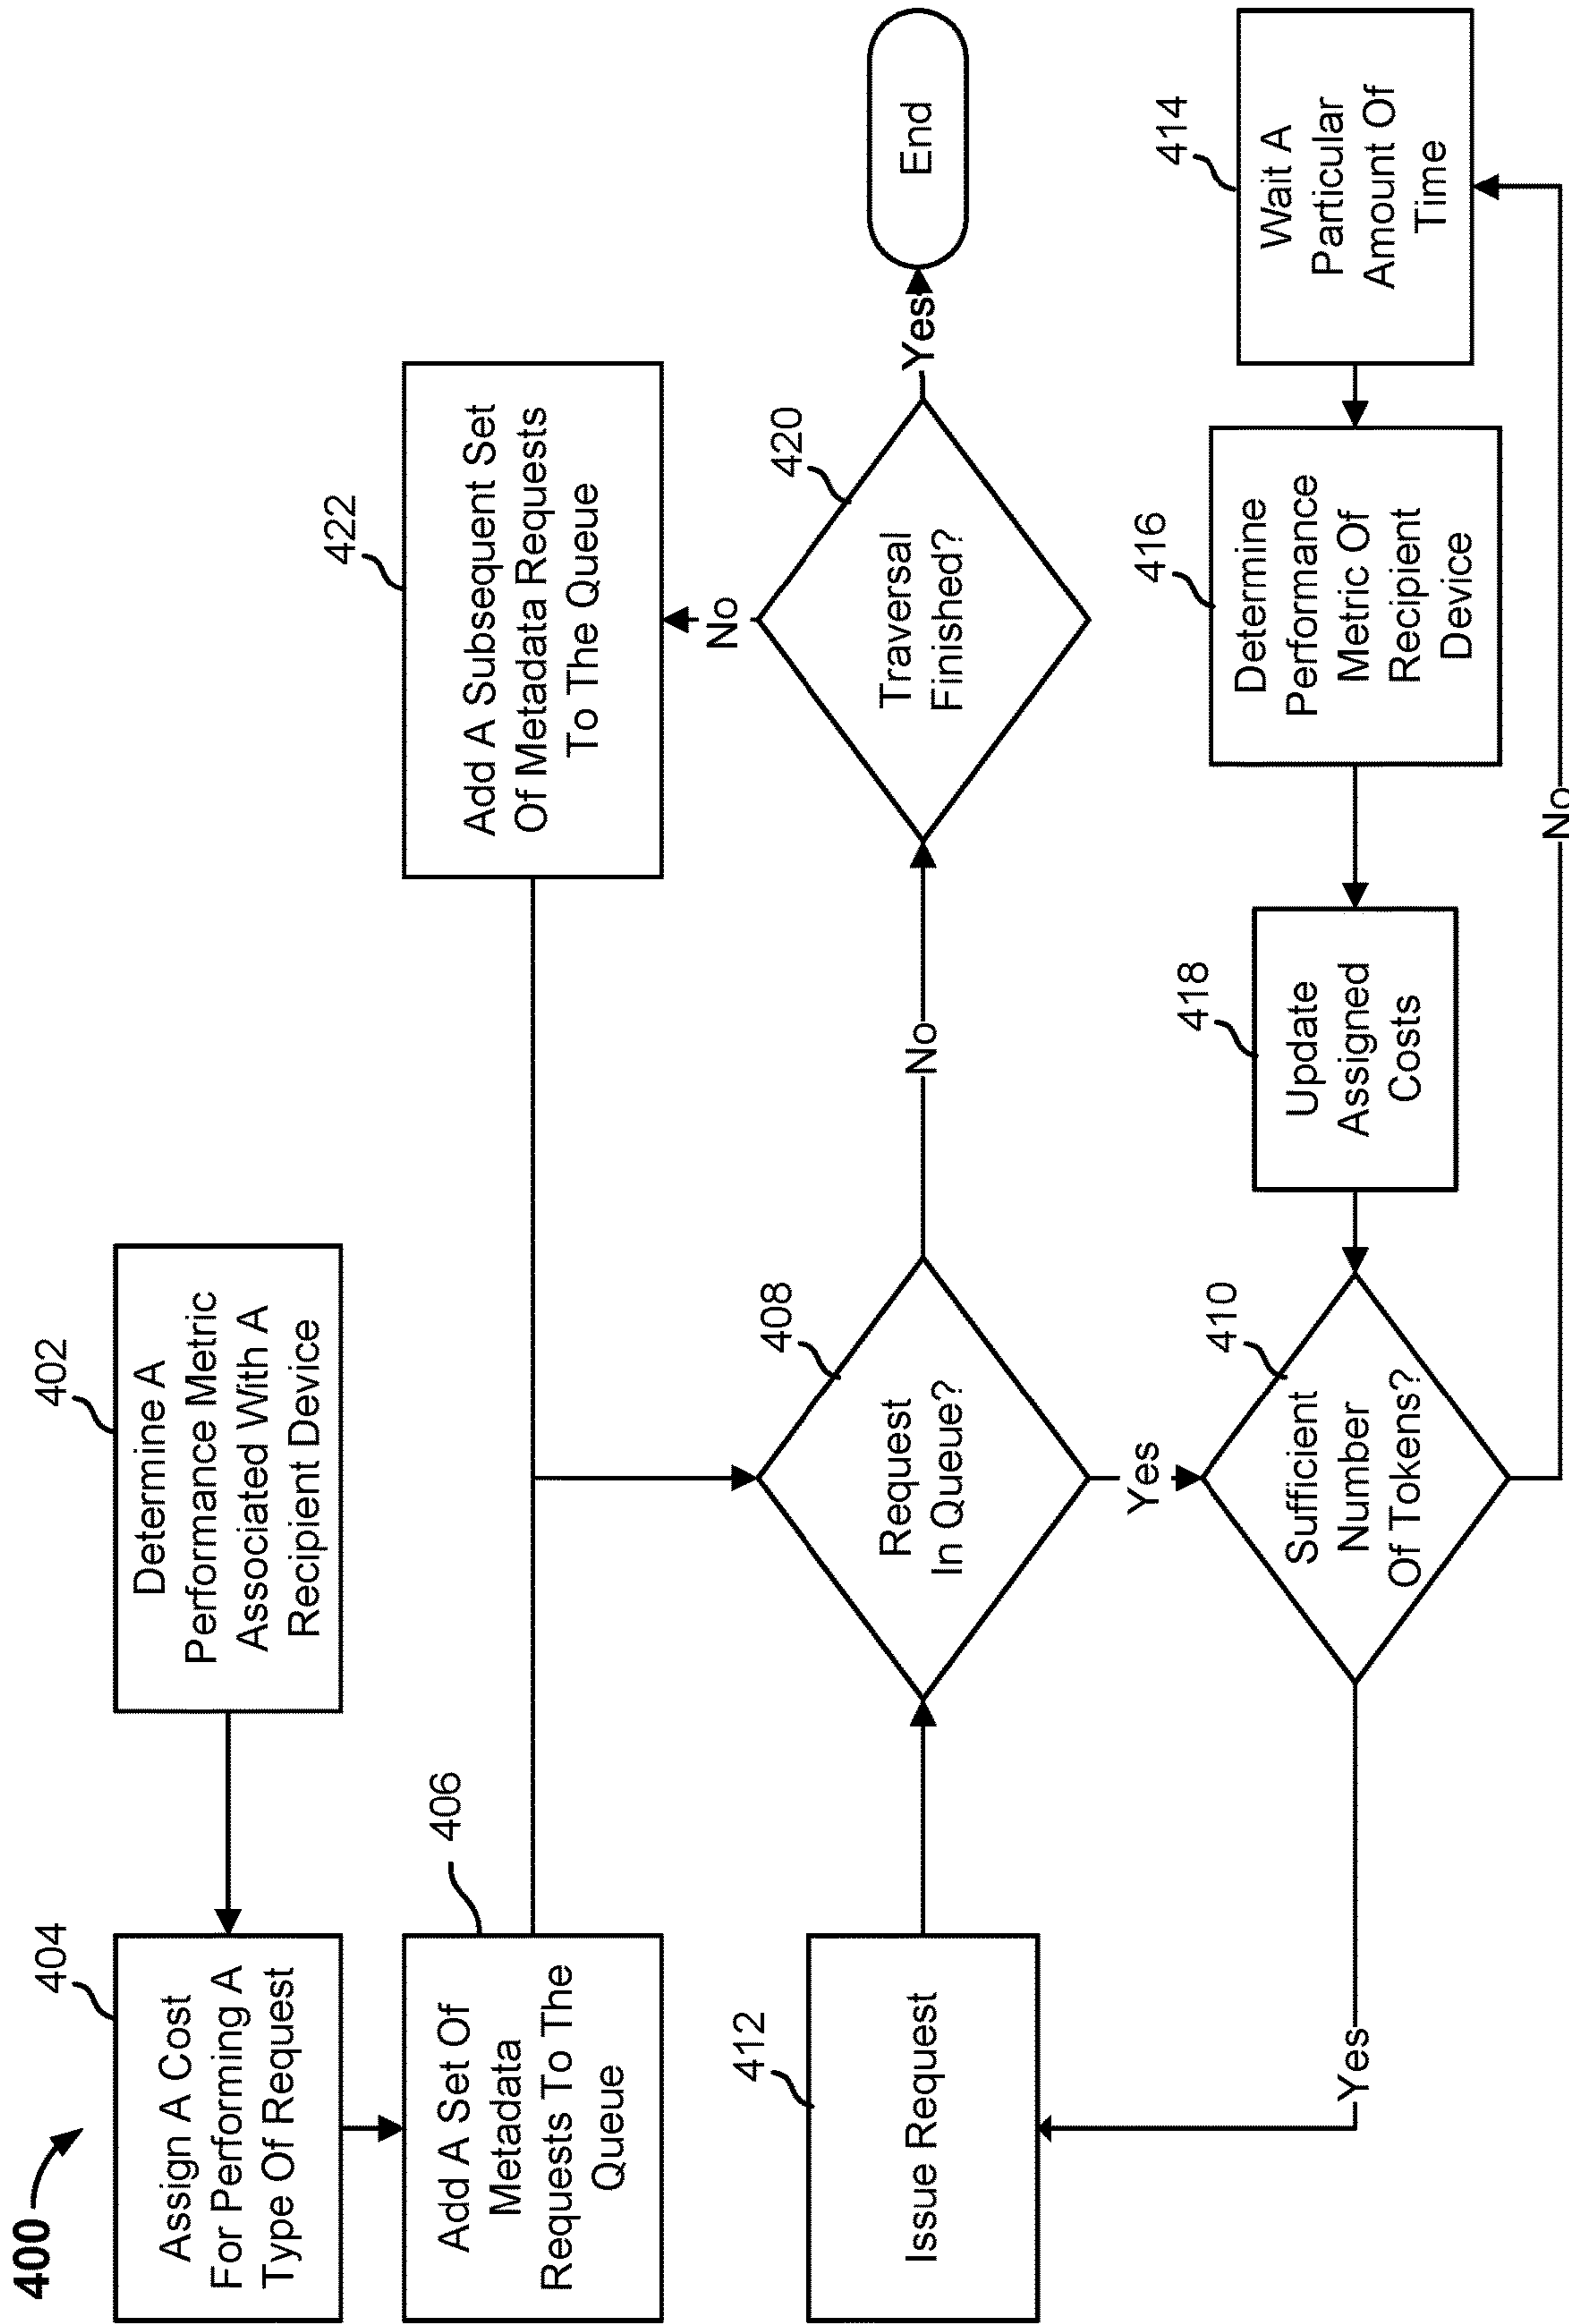 400
402
Determine A
Performance Metric
Associated With A
Recipient Device
404
Assign A Cost
For Performing A
Type Of Request
406
Add A Set Of
Metadata
Requests To The
Queue
422
Add A Subsequent Set
Of Metadata Requests
To The Queue
408
Request
In Queue?
No
Yes
420
Traversal
Finished?
No
Yes
End
412
Issue Request
410
Sufficient
Number
Of Tokens?
Yes
No
418
Update
Assigned
Costs
416
Determine
Performance
Metric Of
Recipient
Device
414
Wait A
Particular
Amount Of
Time